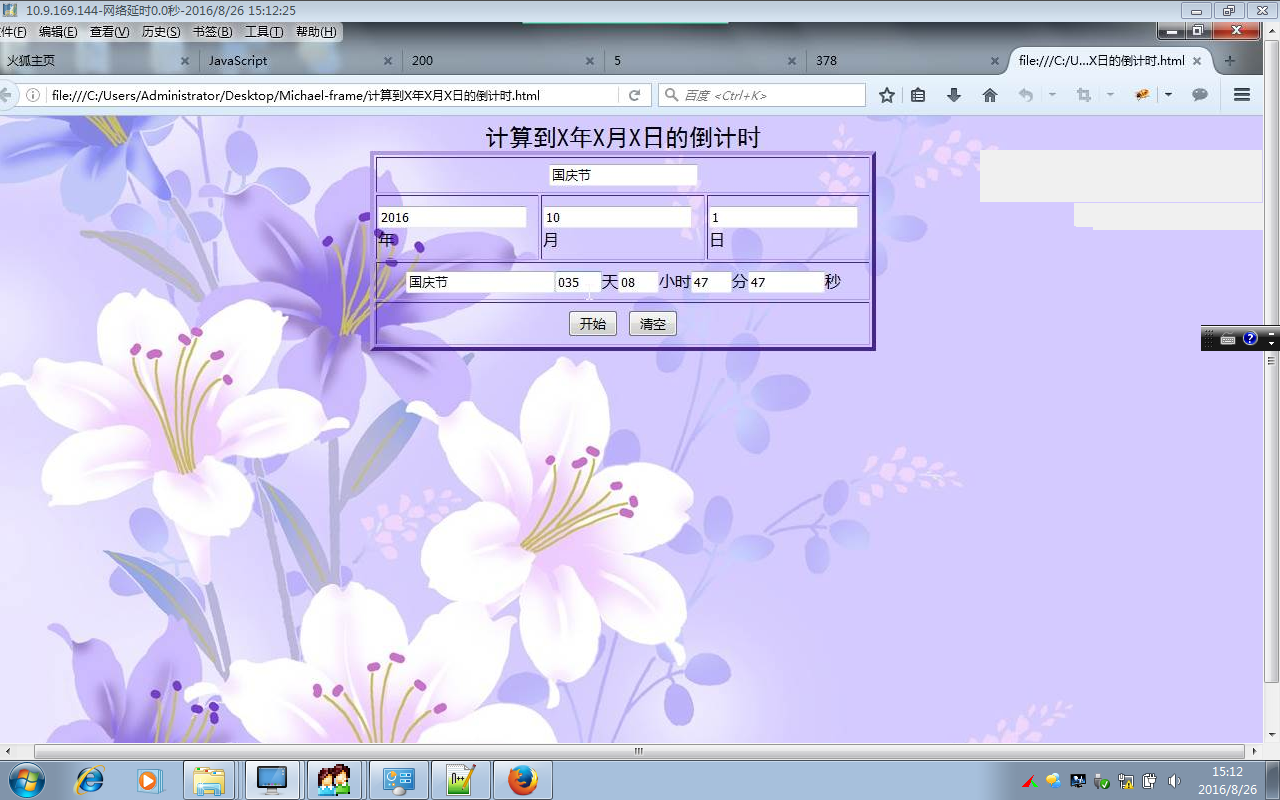 10.9.169.144-网络延时0.0秒-2016/8/26 15:12:25
件(F) 编辑(E) 查看(V) 历史(S) 书签(B) 工具(T) 帮助(H)
火狐主页 JavaScript 200 5 378 file:///C:/U...X日的倒计时.html
file:///C:/Users/Administrator/Desktop/Michael-frame/计算到X年X月X日的倒计时.html 百度 <Ctrl+K>
计算到X年X月X日的倒计时
国庆节
2016 10 1
年 月 日
国庆节 035 天 08 小时 47 分 47 秒
开始 清空
15:12
2016/8/26